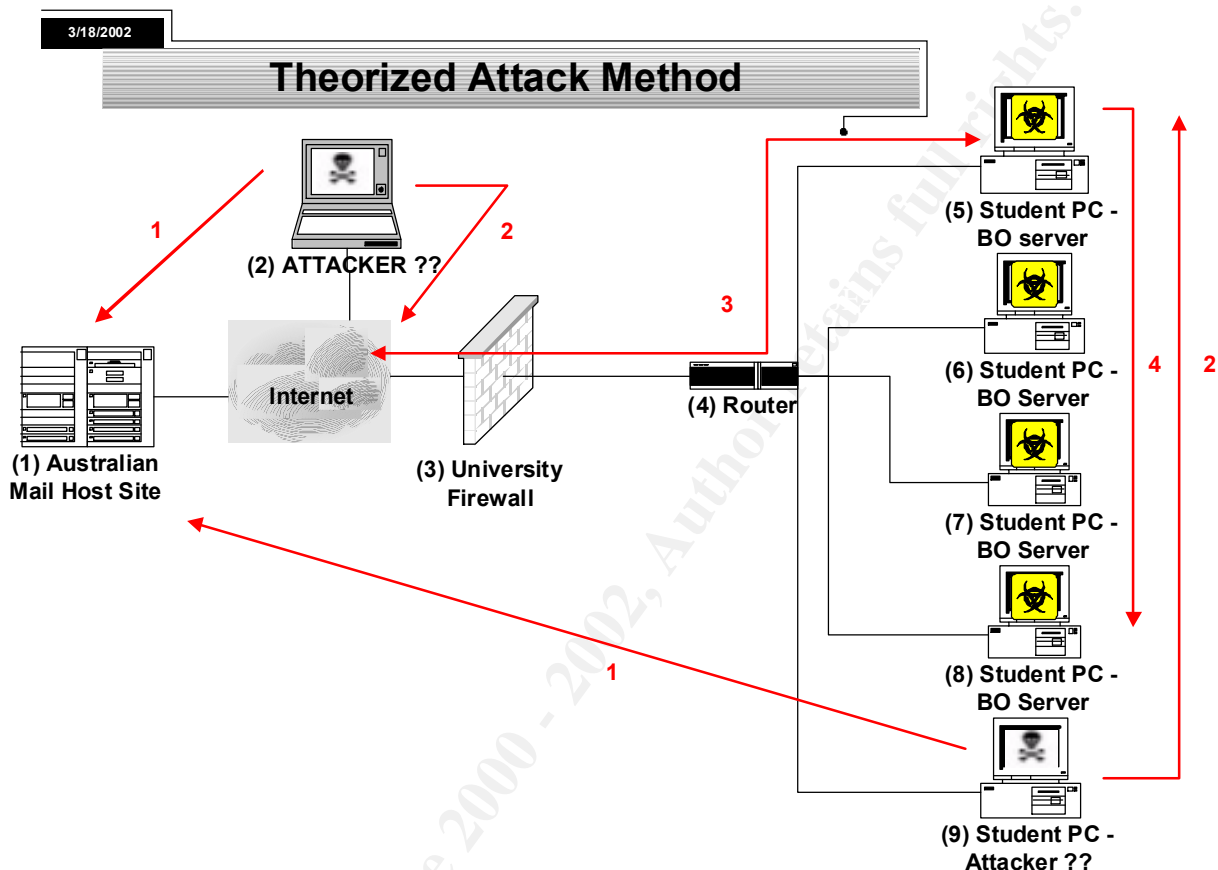 3/18/2002
Theorized Attack Method
1
2
(2) ATTACKER ??
3
Internet
(1) Australian
Mail Host Site
(3) University
Firewall
(4) Router
(5) Student PC -
BO server
(6) Student PC -
BO Server
4
2
(7) Student PC -
BO Server
(8) Student PC -
BO Server
1
(9) Student PC -
Attacker ??
e 2000 - 2002, Author retains full rights.